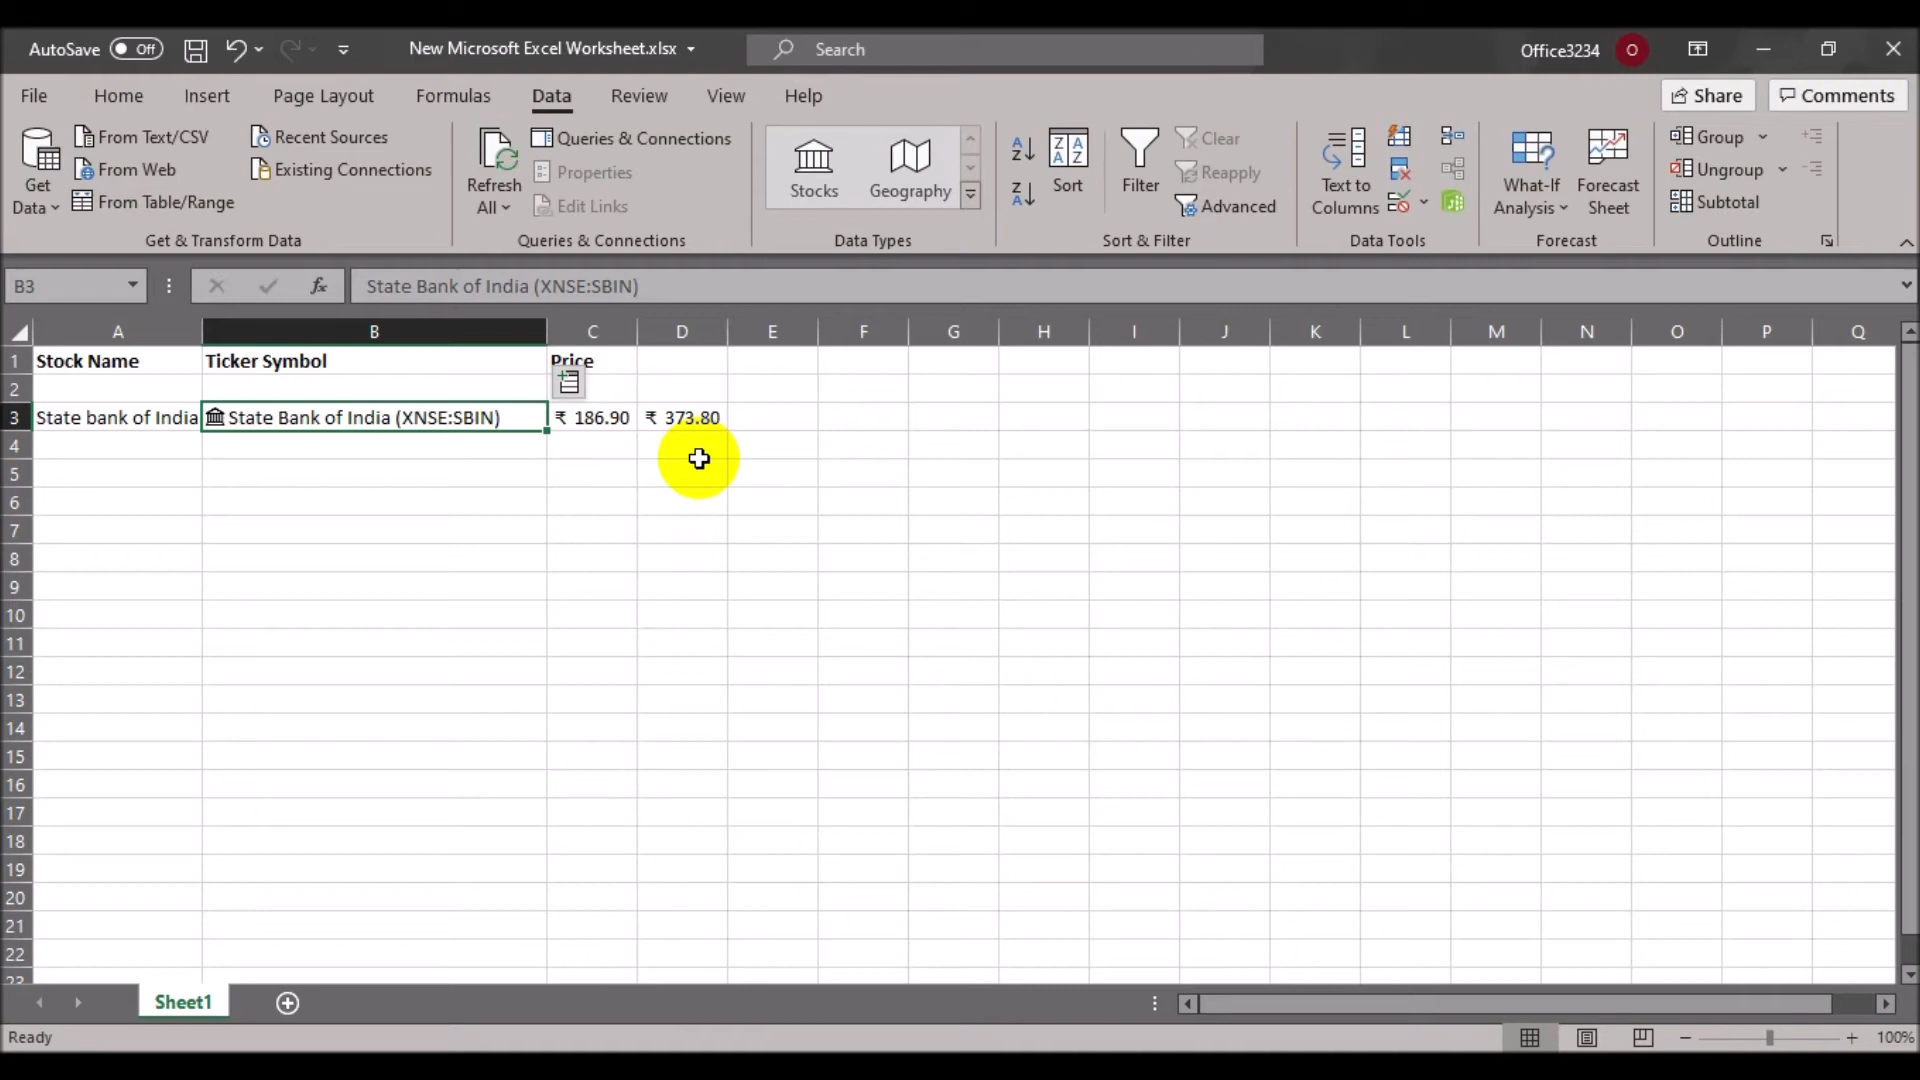 AutoSave Off New Microsoft Excel Worksheet.xlsx Search Office3234 O
File Home Insert Page Layout Formulas Data Review View Help Share Comments
Get Data
From Text/CSV
From Web
From Table/Range
Recent Sources
Existing Connections
Get & Transform Data
Refresh All
Queries & Connections
Properties
Edit Links
Queries & Connections
Stocks Geography
Data Types
A Z
Z A
Z A A Z
Sort
Filter
Clear
Reapply
Advanced
Sort & Filter
Text to Columns
Data Tools
What-If Analysis
Forecast Sheet
Forecast
Group
Ungroup
Subtotal
Outline
B3 fx State Bank of India (XNSE:SBIN)
A B C D E F G H I J K L M N O P Q
1 Stock Name Ticker Symbol Price
2
3 State bank of India State Bank of India (XNSE:SBIN) ₹ 186.90 ₹ 373.80
4
5
6
7
8
9
10
11
12
13
14
15
16
17
18
19
20
21
22
23
Sheet1
Ready 100%